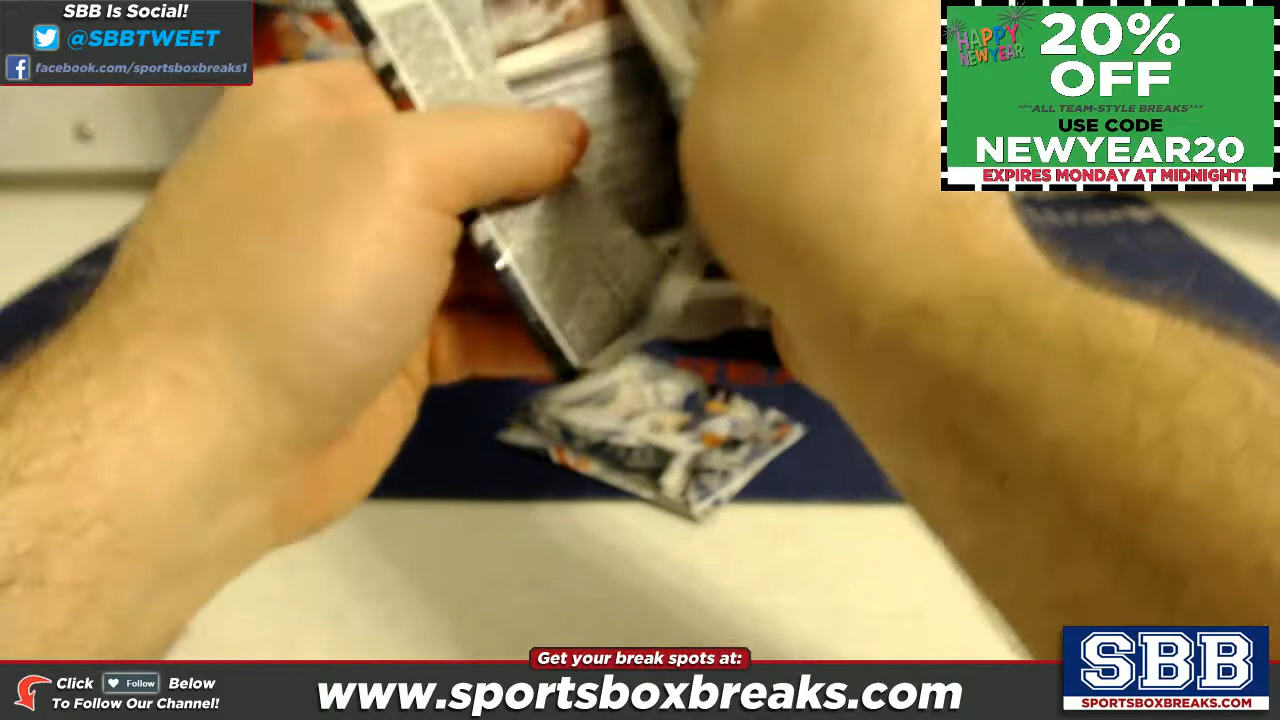 SBB Is Social!
@SBBTWEET
facebook.com/sportsboxbreaks1
HAPPY
NEW YEAR
20%
OFF
***ALL TEAM-STYLE BREAKS***
USE CODE
NEWYEAR20
EXPIRES MONDAY AT MIDNIGHT!
Get your break spots at:
Click Follow Below
To Follow Our Channel!
www.sportsboxbreaks.com
SBB
SPORTSBOXBREAKS.COM